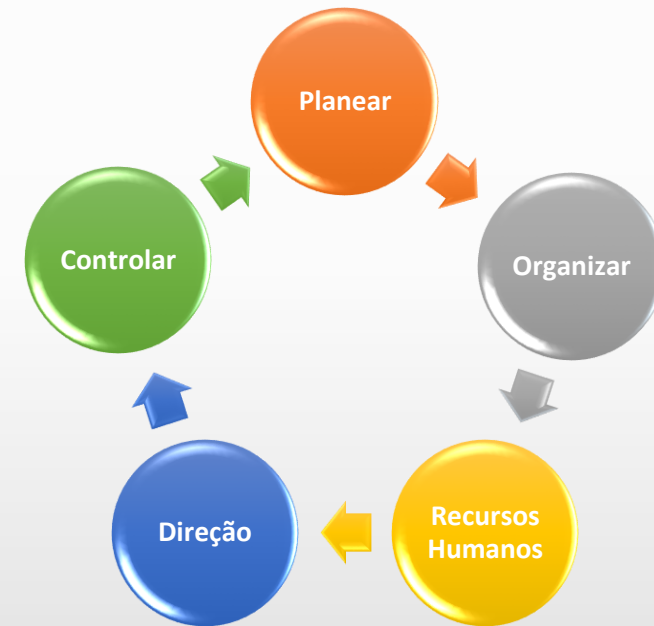 Planear
Organizar
Recursos
Humanos
Direção
Controlar